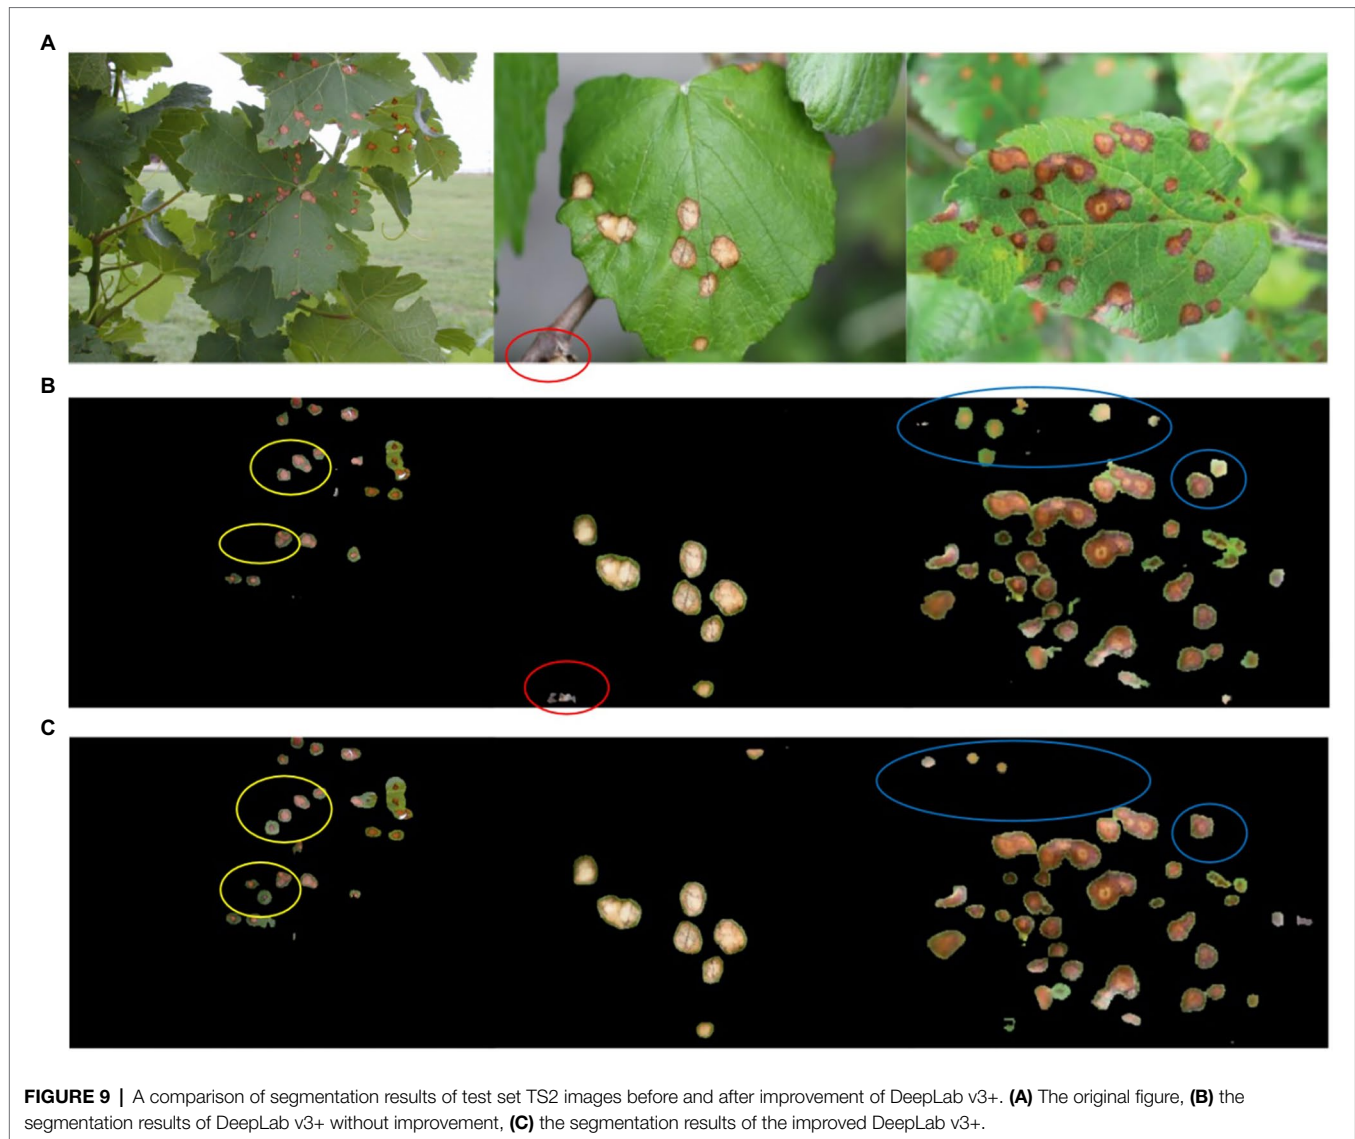 A
B
C
FIGURE 9 | A comparison of segmentation results of test set TS2 images before and after improvement of DeepLab v3+. (A) The original figure, (B) the
segmentation results of DeepLab v3+ without improvement, (C) the segmentation results of the improved DeepLab v3+.